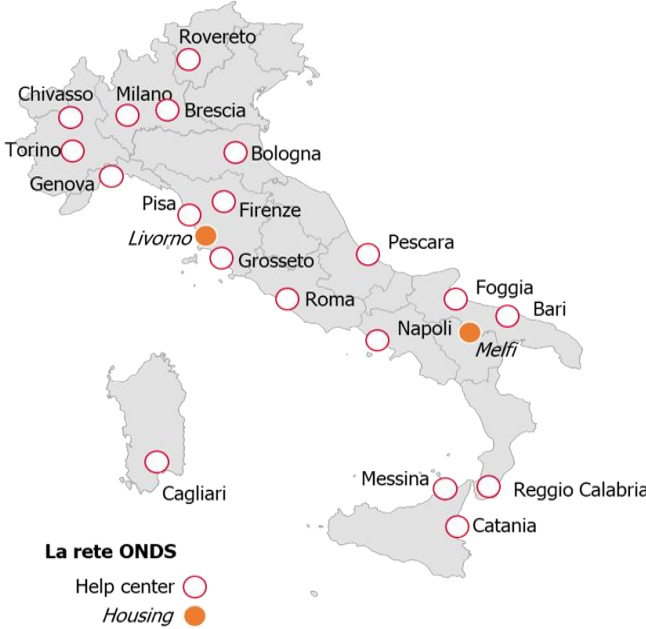 Rovereto
Chivasso
Milano
Brescia
Torino
Bologna
Genova
Pisa
Firenze
Livorno
Grosseto
Pescara
Roma
Foggia
Bari
Napoli
Melfi
Cagliari
Messina
Reggio Calabria
Catania
La rete ONDS
Help center
Housing